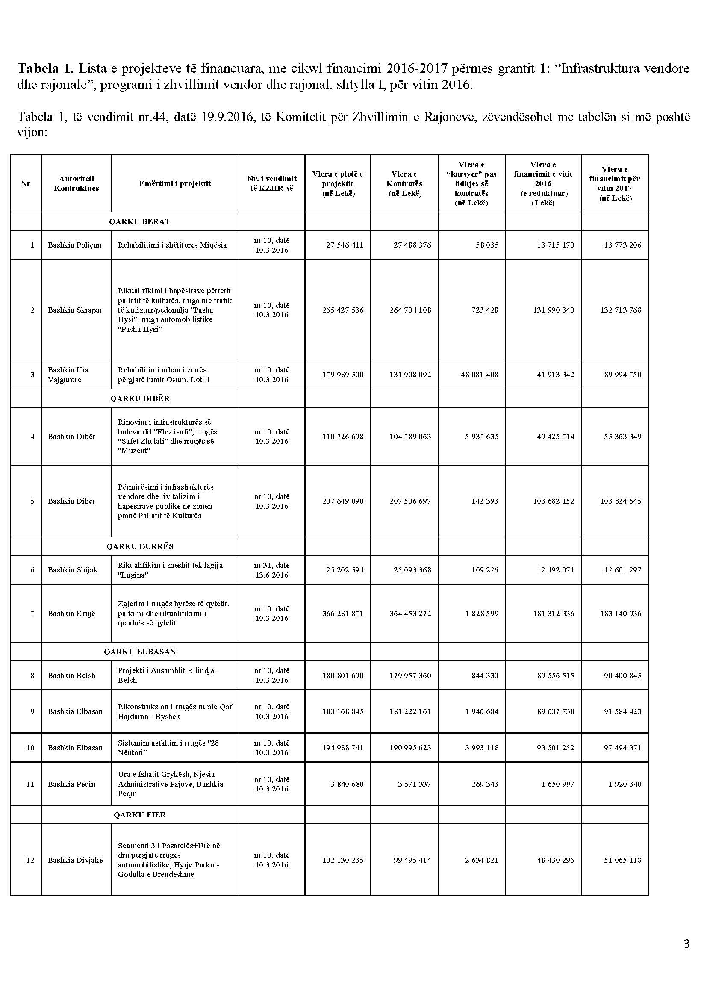 Tabela 1. Lista e projekteve të financuara, me cikwl financimi 2016-2017 përmes grantit 1: “Infrastruktura vendore
dhe rajonale”, programi i zhvillimit vendor dhe rajonal, shtylla I, për vitin 2016.
Tabela 1, të vendimit nr.44, datë 19.9.2016, të Komitetit për Zhvillimin e Rajoneve, zëvendësohet me tabelën si më poshtë
vijon:
Nr
Autoriteti
Kontraktues
Emërtimi i projektit
Nr. i vendimit
të KZHR-së
Vlera e plotë e
projektit
(në Lekë)
Vlera e
Kontratës
(në Lekë)
Vlera e
“kursyer” pas
lidhjes së
kontratës
(në Lekë)
Vlera e
financimit e vitit
2016
(e reduktuar)
(Lekë)
Vlera e
financimit për
vitin 2017
(në Lekë)
QARKU BERAT
1
Bashkia Poliçan
Rehabilitimi i shëtitores Miqësia
nr.10, datë
10.3.2016
27 546 411
27 488 376
58 035
13 715 170
13 773 206
2
Bashkia Skrapar
Rikualifikimi i hapësirave përreth
pallatit të kulturës, rruga me trafik
të kufizuar/pedonalja "Pasha
Hysi", rruga automobilistike
"Pasha Hysi"
nr.10, datë
10.3.2016
265 427 536
264 704 108
723 428
131 990 340
132 713 768
3
Bashkia Ura
Vajgurore
Rehabilitimi urban i zonës
përgjatë lumit Osum, Loti 1
nr.10, datë
10.3.2016
179 989 500
131 908 092
48 081 408
41 913 342
89 994 750
QARKU DIBËR
4
Bashkia Dibër
Rinovim i infrastrukturës së
bulevardit "Elez isufi", rrugës
"Safet Zhulali" dhe rrugës së
"Muzeut"
nr.10, datë
10.3.2016
110 726 698
104 789 063
5 937 635
49 425 714
55 363 349
5
Bashkia Dibër
Përmirësimi i infrastrukturës
vendore dhe rivitalizim i
hapësirave publike në zonën
pranë Pallatit të Kulturës
nr.10, datë
10.3.2016
207 649 090
207 506 697
142 393
103 682 152
103 824 545
QARKU DURRËS
6
Bashkia Shijak
Rikualifikim i sheshit tek lagjja
"Lugina"
nr.31, datë
13.6.2016
25 202 594
25 093 368
109 226
12 492 071
12 601 297
7
Bashkia Krujë
Zgjerim i rrugës hyrëse të qytetit,
parkimi dhe rikualifikimi i
qendrës së qytetit
nr.10, datë
10.3.2016
366 281 871
364 453 272
1 828 599
181 312 336
183 140 936
QARKU ELBASAN
8
Bashkia Belsh
Projekti i Ansamblit Rilindja,
Belsh
nr.10, datë
10.3.2016
180 801 690
179 957 360
844 330
89 556 515
90 400 845
9
Bashkia Elbasan
Rikonstruksion i rrugës rurale Qaf
Hajdaran - Byshek
nr.10, datë
10.3.2016
183 168 845
181 222 161
1 946 684
89 637 738
91 584 423
10
Bashkia Elbasan
Sistemim asfaltim i rrugës "28
Nëntori"
nr.10, datë
10.3.2016
194 988 741
190 995 623
3 993 118
93 501 252
97 494 371
11
Bashkia Peqin
Ura e fshatit Grykësh, Njesia
Administrative Pajove, Bashkia
Peqin
nr.10, datë
10.3.2016
3 840 680
3 571 337
269 343
1 650 997
1 920 340
QARKU FIER
12
Bashkia Divjakë
Segmenti 3 i Pasarelës+Urë në
dru përgjate rrugës
automobilistike, Hyrje Parkut-
Godulla e Brendeshme
nr.10, datë
10.3.2016
102 130 235
99 495 414
2 634 821
48 430 296
51 065 118
3